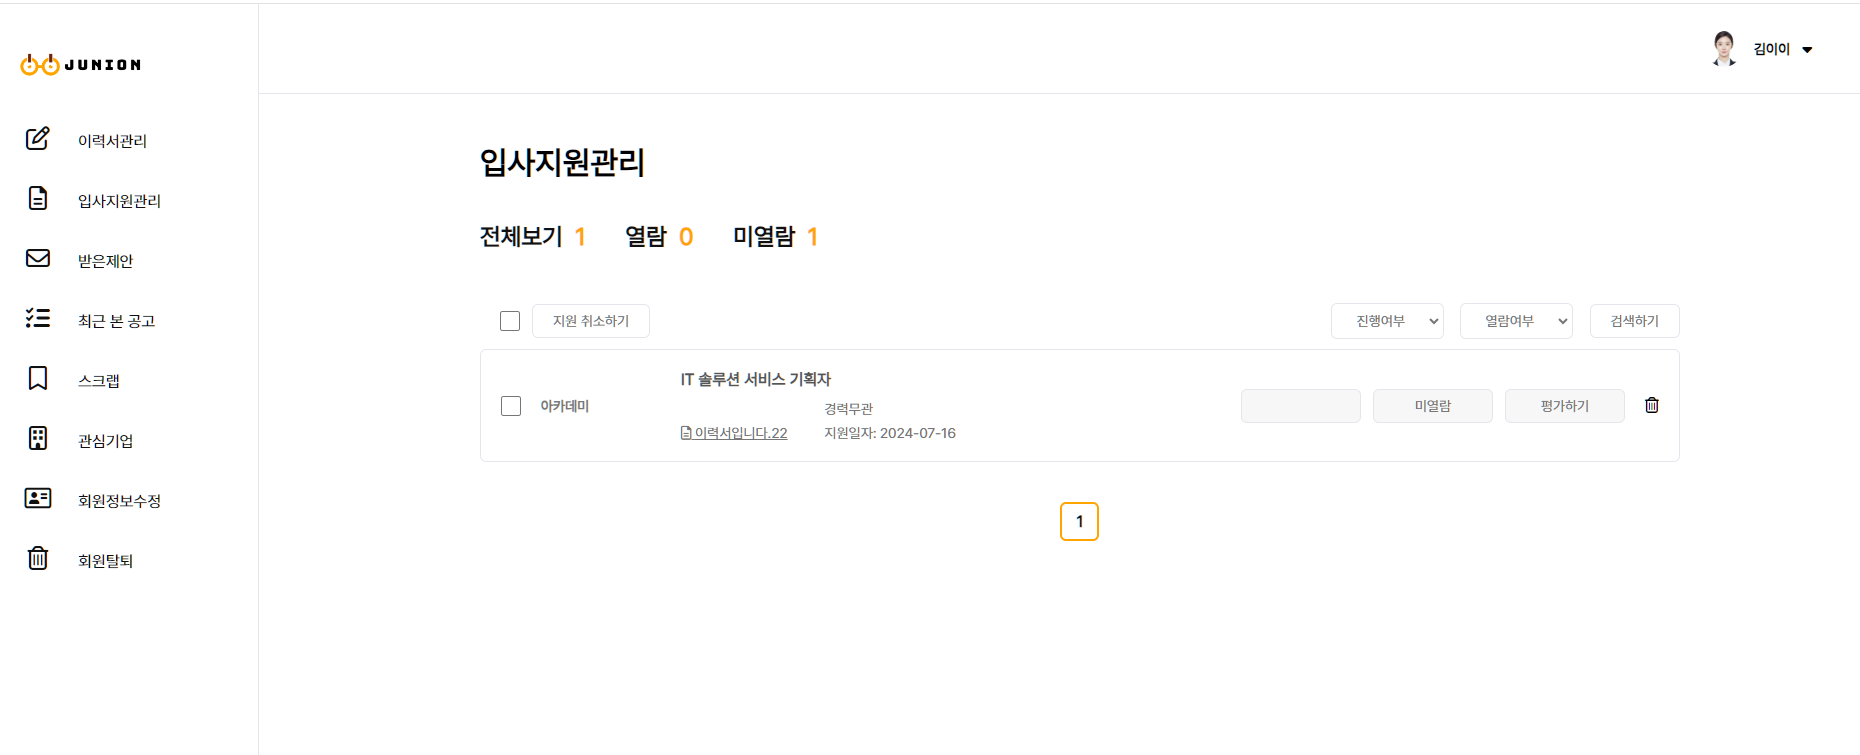 JUNION
김이이
이력서관리
입사지원관리
받은제안
최근 본 공고
스크랩
관심기업
회원정보수정
회원탈퇴
입사지원관리
전체보기 1 열람 0 미열람 1
지원 취소하기 진행여부 열람여부 검색하기
IT 솔루션 서비스 기획자
아카데미 경력무관 미열람 평가하기
이력서입니다.22 지원일자: 2024-07-16
1